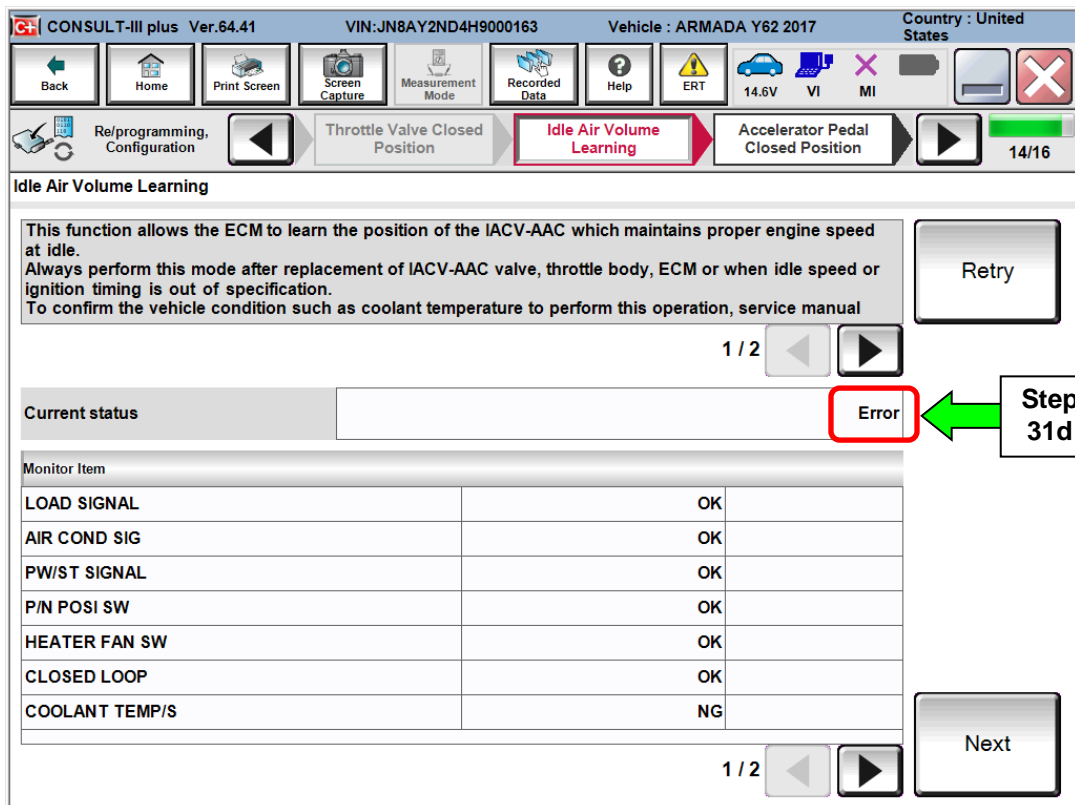 C+ CONSULT-III plus Ver.64.41 VIN:JN8AY2ND4H9000163 Vehicle : ARMADA Y62 2017 Country : United States
Back
Home
Print Screen
Screen Capture
Measurement Mode
Recorded Data
Help
ERT
14.6V
VI
MI
Re/programming, Configuration
Throttle Valve Closed Position
Idle Air Volume Learning
Accelerator Pedal Closed Position
14/16
Idle Air Volume Learning
This function allows the ECM to learn the position of the IACV-AAC which maintains proper engine speed
at idle.
Always perform this mode after replacement of IACV-AAC valve, throttle body, ECM or when idle speed or
ignition timing is out of specification.
To confirm the vehicle condition such as coolant temperature to perform this operation, service manual
Retry
1 / 2
Current status Error
Step
31d
Monitor Item
LOAD SIGNAL OK
AIR COND SIG OK
PW/ST SIGNAL OK
P/N POSI SW OK
HEATER FAN SW OK
CLOSED LOOP OK
COOLANT TEMP/S NG
Next
1 / 2